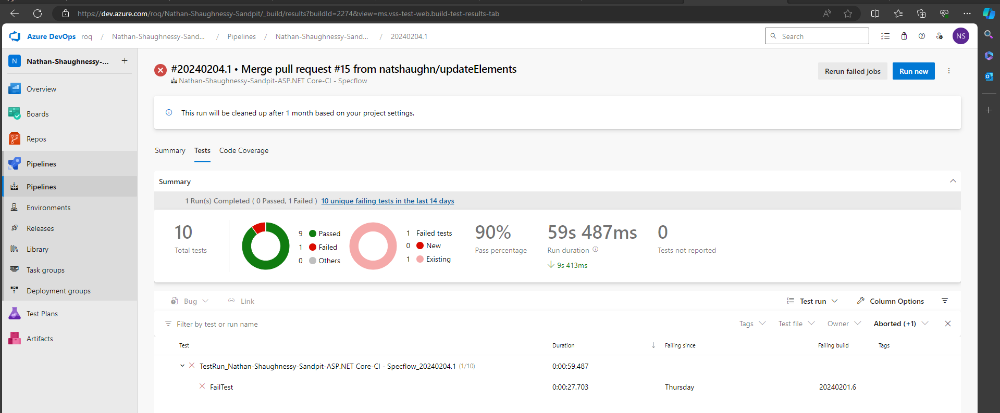 https://dev.azure.com/roq/Nathan-Shaughnessy-Sandpit/_build/results?buildId=2274&view=ms.vss-test-web.build-test-results-tab
Azure DevOps roq / Nathan-Shaughnessy-Sand... / Pipelines / Nathan-Shaughnessy-Sand... / 20240204.1 Search NS
N Nathan-Shaughnessy-... +
Overview
Boards
Repos
Pipelines
Pipelines
Environments
Releases
Library
Task groups
Deployment groups
Test Plans
Artifacts
#20240204.1 • Merge pull request #15 from natshaughn/updateElements
Nathan-Shaughnessy-Sandpit-ASP.NET Core-CI - Specflow
Rerun failed jobs Run new
This run will be cleaned up after 1 month based on your project settings.
Summary Tests Code Coverage
Summary
1 Run(s) Completed ( 0 Passed, 1 Failed ) 10 unique failing tests in the last 14 days
10
Total tests
9 Passed
1 Failed
0 Others
1 Failed tests
0 New
1 Existing
90%
Pass percentage
59s 487ms
Run duration
9s 413ms
0
Tests not reported
Bug Link Test run Column Options
Filter by test or run name Tags Test file Owner Aborted (+1)
Test Duration Failing since Failing build Tags
TestRun_Nathan-Shaughnessy-Sandpit-ASP.NET Core-CI - Specflow_20240204.1 (1/10) 0:00:59.487
FailTest 0:00:27.703 Thursday 20240201.6